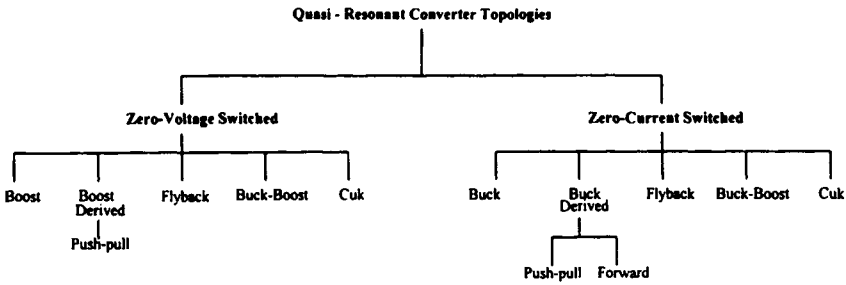 Quasi - Resonant Converter Topologies
Zero-Voltage Switched
Zero-Current Switched
Boost
Boost
Derived
Flyback
Buck-Boost
Cuk
Buck
Buck
Derived
Flyback
Buck-Boost
Cuk
Push-pull
Push-pull
Forward